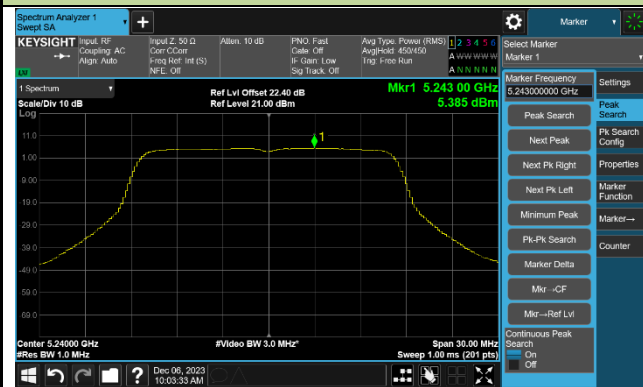 Spectrum Analyzer 1
Swept SA
Marker
KEYSIGHT
Input: RF
Coupling: AC
Align: Auto
Input Z: 50 Ω
Corr CCorr
Freq Ref: Int (S)
NFE: Off
Atten: 10 dB
PNO: Fast
Gate: Off
IF Gain: Low
Sig Track: Off
Avg Type: Power (RMS)
Avg|Hold: 450/450
Trig: Free Run
1 2 3 4 5 6
A W W W W W
A N N N N N
LXI
1 Spectrum
Scale/Div 10 dB
Log
Ref Lvl Offset 22.40 dB
Ref Level 21.00 dBm
Mkr1 5.243 00 GHz
5.385 dBm
1
11.0
1.00
-9.00
-19.0
-29.0
-39.0
-49.0
-59.0
-69.0
Center 5.24000 GHz
#Res BW 1.0 MHz
#Video BW 3.0 MHz*
Span 30.00 MHz
Sweep 1.00 ms (201 pts)
Dec 06, 2023
10:03:33 AM
Select Marker
Marker 1
Marker Frequency
5.243000000 GHz
Peak Search
Next Peak
Next Pk Right
Next Pk Left
Minimum Peak
Pk-Pk Search
Marker Delta
Mkr→CF
Mkr→Ref Lvl
Continuous Peak
Search
On
Off
Settings
Peak
Search
Pk Search
Config
Properties
Marker
Function
Marker→
Counter